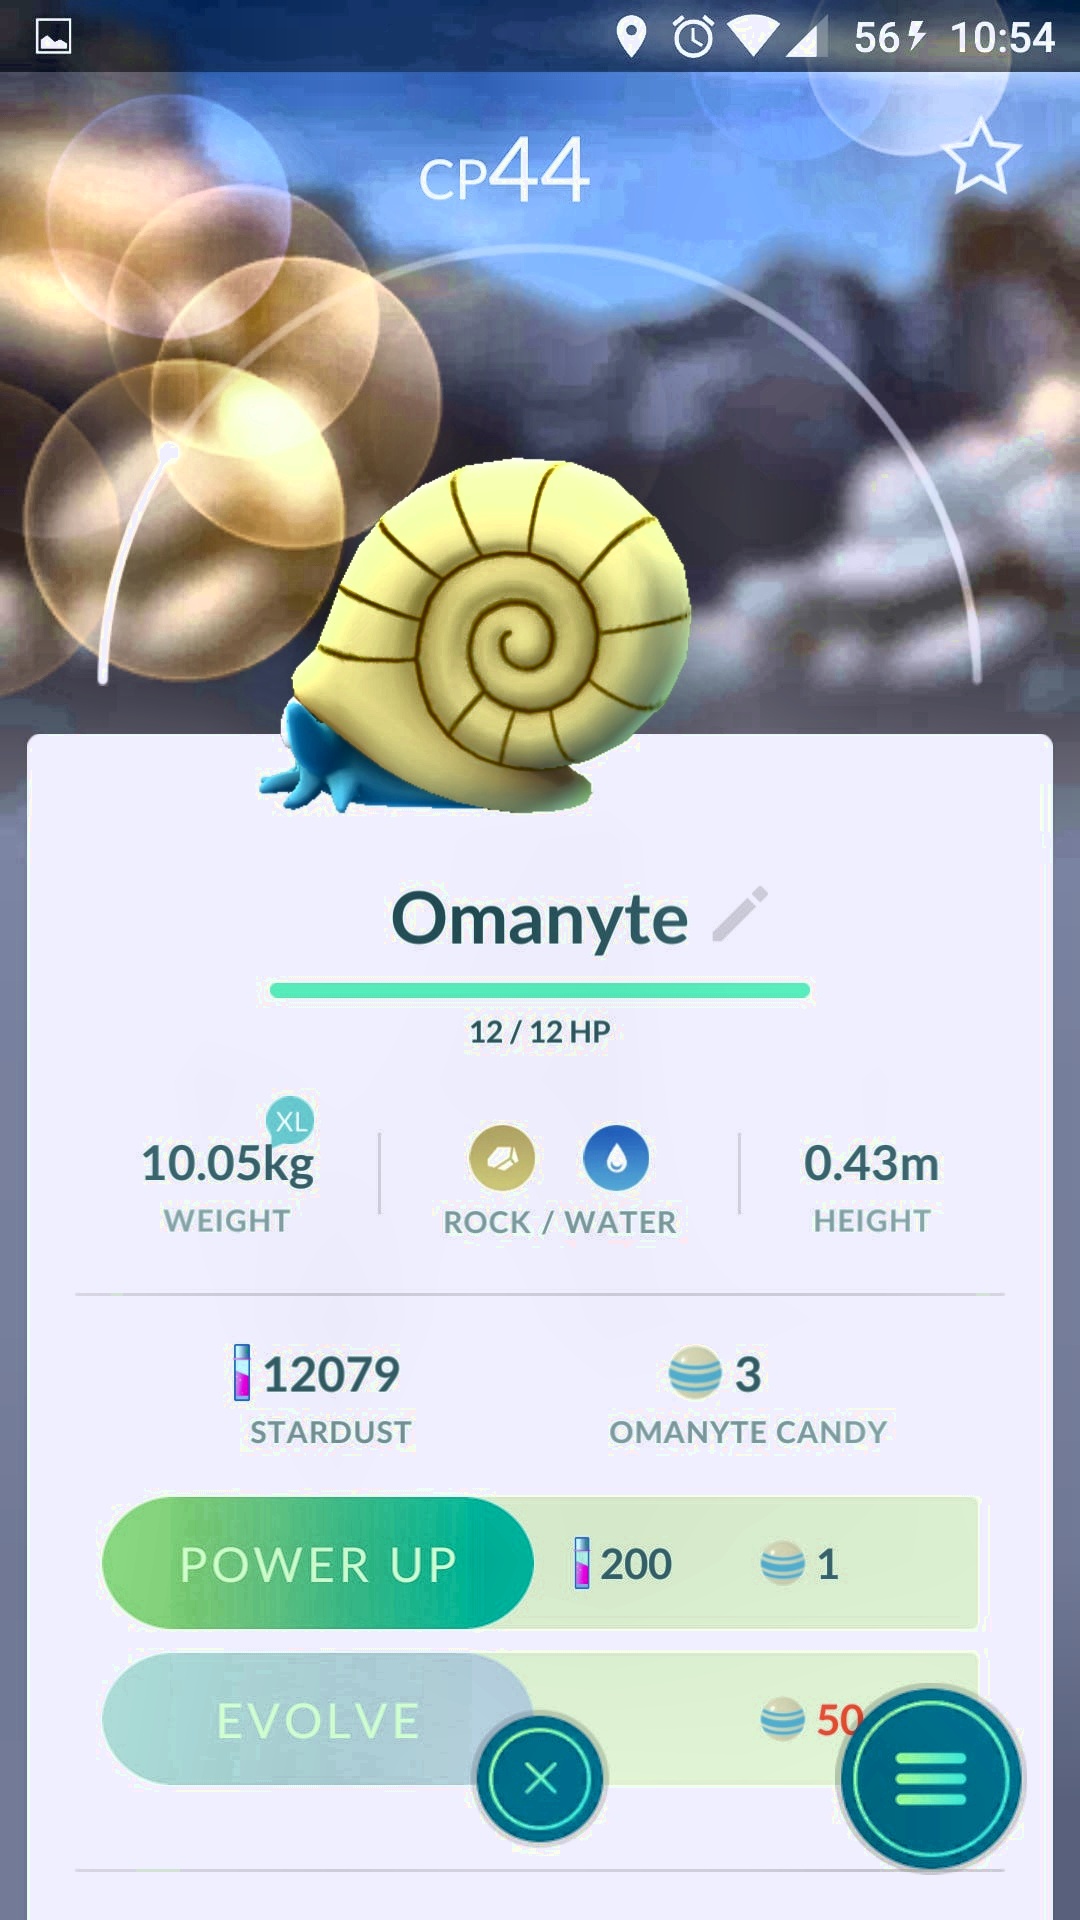 56 10:54
CP44
Omanyte
12 / 12 HP
XL
10.05kg
WEIGHT
ROCK / WATER
0.43m
HEIGHT
12079
STARDUST
3
OMANYTE CANDY
POWER UP 200 1
EVOLVE 50